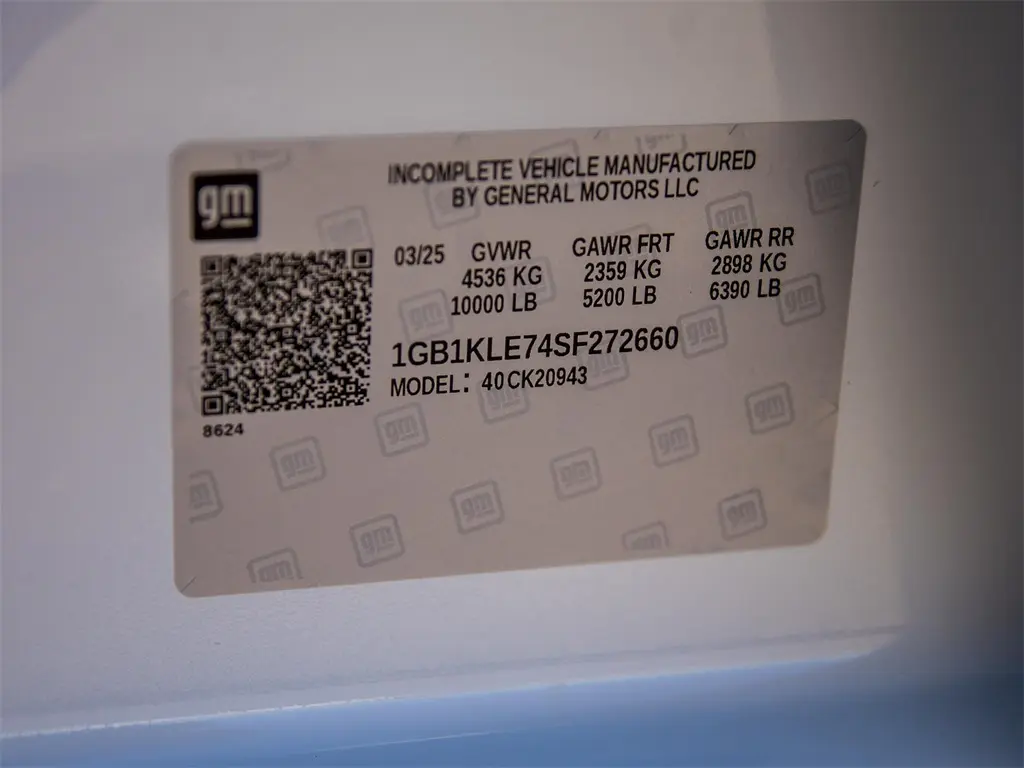 gm
INCOMPLETE VEHICLE MANUFACTURED
BY GENERAL MOTORS LLC
03/25 GVWR GAWR FRT GAWR RR
4536 KG 2359 KG 2898 KG
10000 LB 5200 LB 6390 LB
1GB1KLE74SF272660
MODEL: 40CK20943
8624